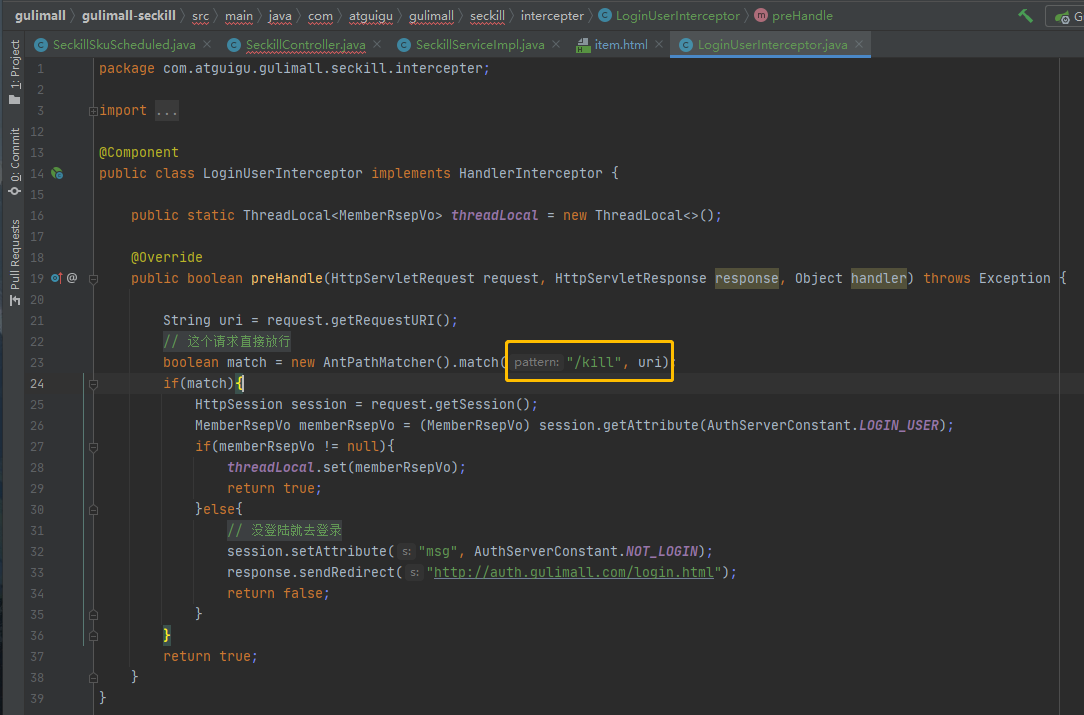 gulimall gulimall-seckill src main java com atguigu gulimall seckill intercepter LoginUserInterceptor preHandle G
SeckillSkuScheduled.java SeckillController.java SeckillServiceImpl.java item.html LoginUserInterceptor.java
1: Project
0: Commit
Pull Requests
1 package com.atguigu.gulimall.seckill.intercepter;
2
3 import ...
12
13 @Component
14 public class LoginUserInterceptor implements HandlerInterceptor {
15
16 public static ThreadLocal<MemberRsepVo> threadLocal = new ThreadLocal<>();
17
18 @Override
19 @ public boolean preHandle(HttpServletRequest request, HttpServletResponse response, Object handler) throws Exception {
20
21 String uri = request.getRequestURI();
22 // 这个请求直接放行
23 boolean match = new AntPathMatcher().match( pattern: "/kill", uri);
24 if(match){
25 HttpSession session = request.getSession();
26 MemberRsepVo memberRsepVo = (MemberRsepVo) session.getAttribute(AuthServerConstant.LOGIN_USER);
27 if(memberRsepVo != null){
28 threadLocal.set(memberRsepVo);
29 return true;
30 }else{
31 // 没登陆就去登录
32 session.setAttribute( s: "msg", AuthServerConstant.NOT_LOGIN);
33 response.sendRedirect( s: "http://auth.gulimall.com/login.html");
34 return false;
35 }
36 }
37 return true;
38 }
39 }